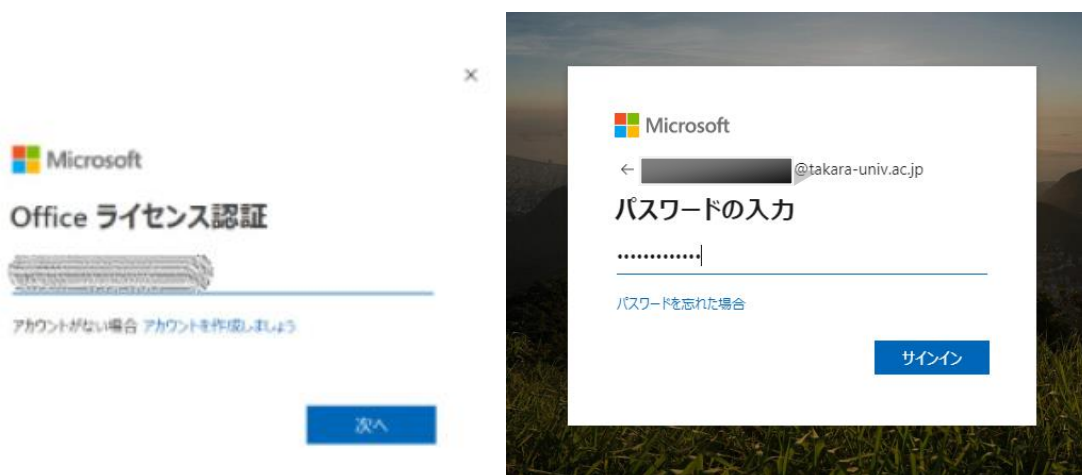 Microsoft
Office ライセンス認証
アカウントがない場合 アカウントを作成しましょう
次へ
Microsoft
← @takara-univ.ac.jp
パスワードの入力
•••••••••••••
パスワードを忘れた場合
サインイン